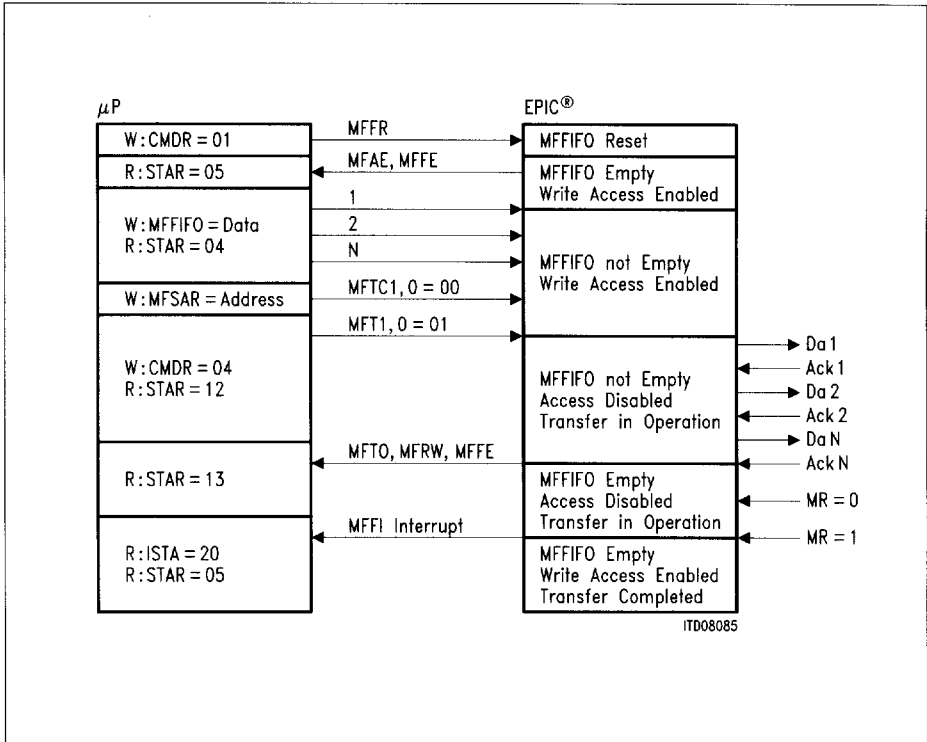 µP
EPIC®
W:CMDR = 01
MFFR
MFFIFO Reset
R:STAR = 05
MFAE, MFFE
MFFIFO Empty
Write Access Enabled
W:MFFIFO = Data
R:STAR = 04
1
2
N
MFFIFO not Empty
Write Access Enabled
W:MFSAR = Address
MFTC1, 0 = 00
MFT1, 0 = 01
W:CMDR = 04
R:STAR = 12
MFFIFO not Empty
Access Disabled
Transfer in Operation
Da 1
Ack 1
Da 2
Ack 2
Da N
Ack N
MFTO, MFRW, MFFE
R:STAR = 13
MFFIFO Empty
Access Disabled
Transfer in Operation
MR = 0
MR = 1
MFFI Interrupt
R:ISTA = 20
R:STAR = 05
MFFIFO Empty
Write Access Enabled
Transfer Completed
ITD08085